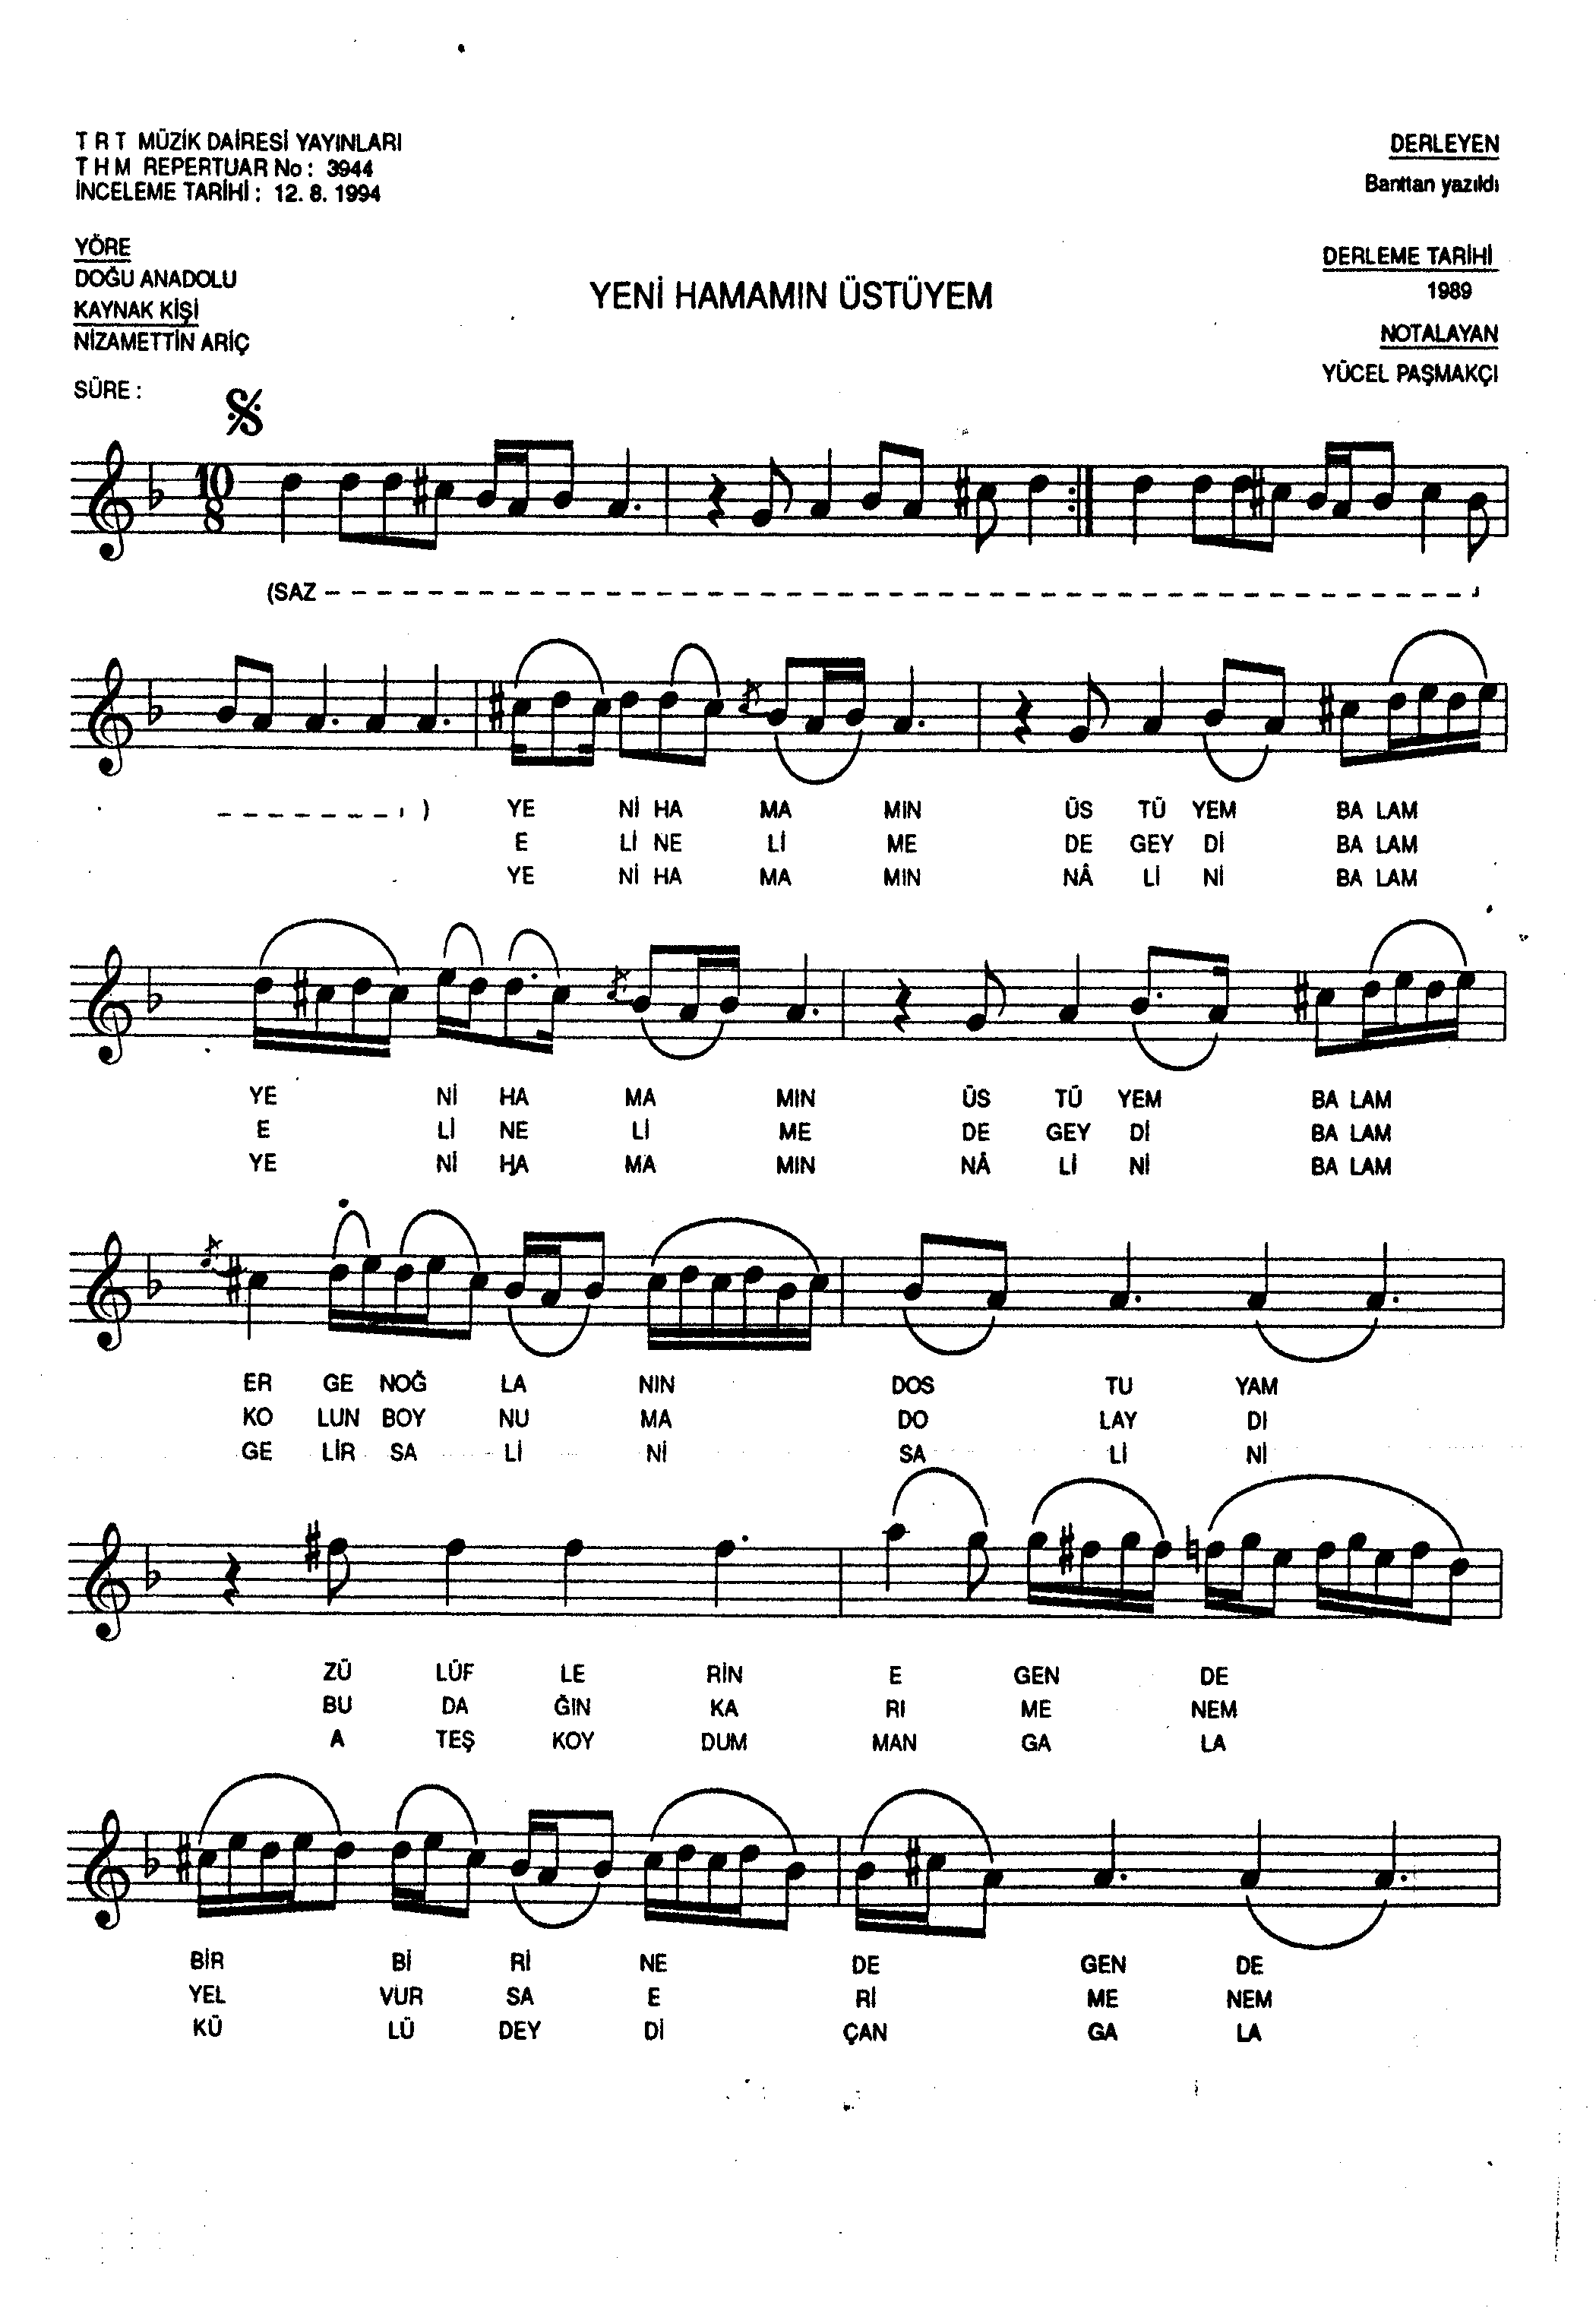 T R T MÜZİK DAİRESİ YAYINLARI
T H M REPERTUAR No : 3944
İNCELEME TARİHİ : 12. 8. 1994
DERLEYEN
Banttan yazıldı
YÖRE
DOĞU ANADOLU
KAYNAK KİŞİ
NİZAMETTİN ARİÇ
SÜRE :
YENİ HAMAMIN ÜSTÜYEM
DERLEME TARİHİ
1989
NOTALAYAN
YÜCEL PAŞMAKÇI
10
8
(SAZ - - - - - - - - - - - - - - - - - - - - - - - - - - - - - - - - - - - - - - - - - - -
- - - - - - - )
YE Nİ HA MA MIN ÜS TÜ YEM BA LAM
E Lİ NE Lİ ME DE GEY Dİ BA LAM
YE Nİ HA MA MIN NÂ Lİ Nİ BA LAM
YE Nİ HA MA MIN ÜS TÜ YEM BA LAM
E Lİ NE Lİ ME DE GEY Dİ BA LAM
YE Nİ HA MA MIN NÂ Lİ Nİ BA LAM
ER GE NOĞ LA NIN DOS TU YAM
KO LUN BOY NU MA DO LAY DI
GE LİR SA Lİ Nİ SA Lİ Nİ
ZÜ LÜF LE RİN E GEN DE
BU DA ĞIN KA RI ME NEM
A TEŞ KOY DUM MAN GA LA
BİR Bİ Rİ NE DE GEN DE
YEL VUR SA E Rİ ME NEM
KÜ LÜ DEY Dİ ÇAN GA LA